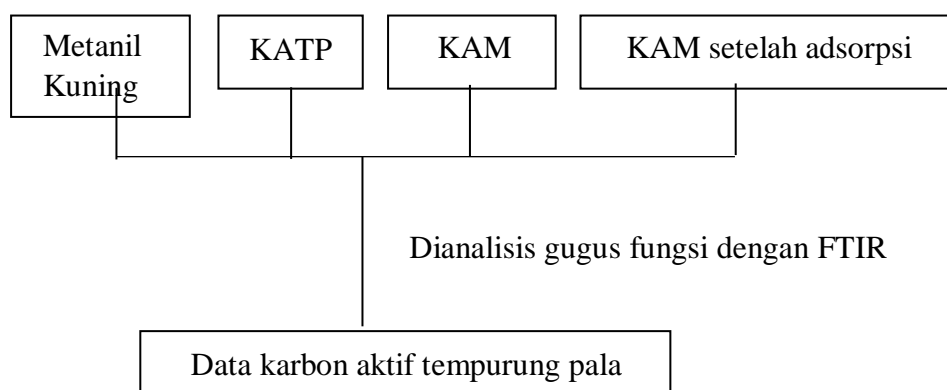 Metanil
Kuning
KATP
KAM
KAM setelah adsorpsi
Dianalisis gugus fungsi dengan FTIR
Data karbon aktif tempurung pala